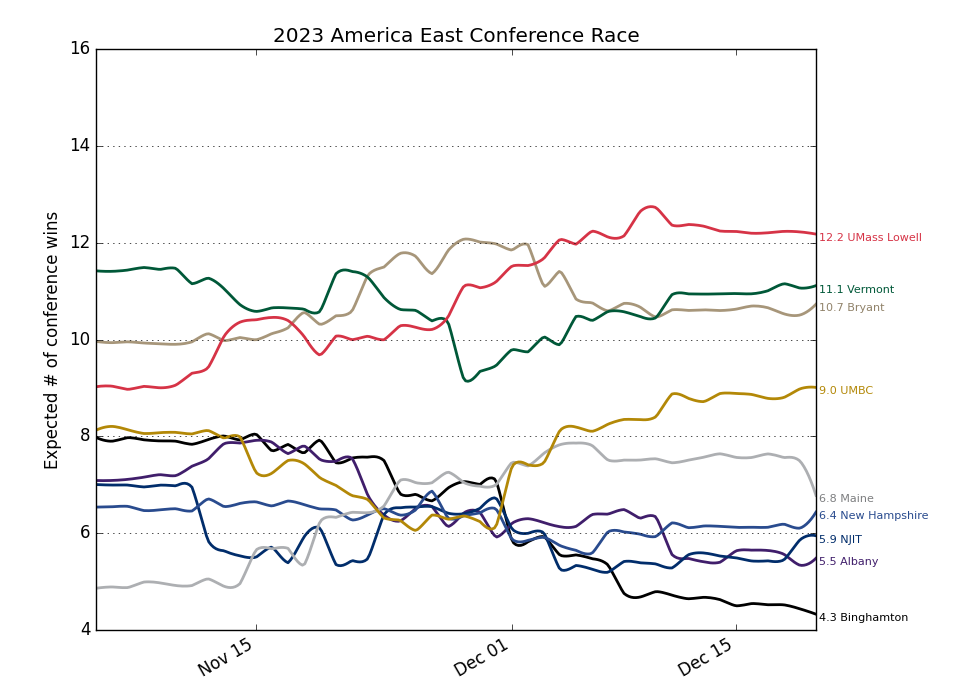 2023 America East Conference Race
Expected # of conference wins
16
14
12
10
8
6
4
Nov 15
Dec 01
Dec 15
12.2 UMass Lowell
11.1 Vermont
10.7 Bryant
9.0 UMBC
6.8 Maine
6.4 New Hampshire
5.9 NJIT
5.5 Albany
4.3 Binghamton